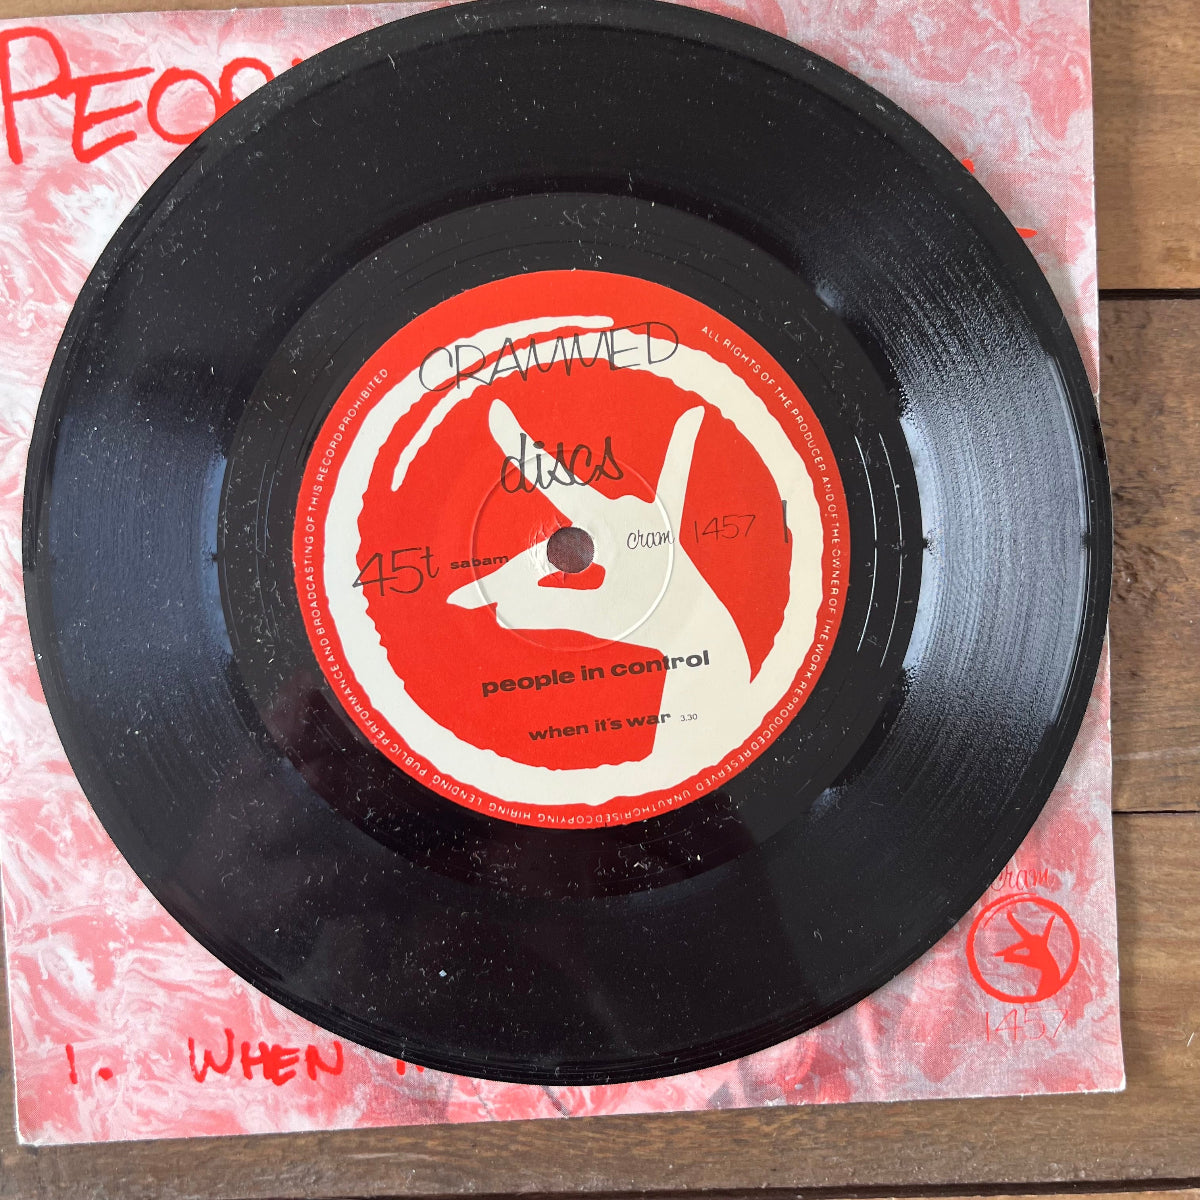 CRAMMED
discs
45t sabam
cram 1457 1
people in control
when it's war 3.30
ALL RIGHTS OF THE PRODUCER AND OF THE OWNER OF THE WORK REPRODUCED RESERVED UNAUTHORISED COPYING HIRING LENDING PUBLIC PERFORMANCE AND BROADCASTING OF THIS RECORD PROHIBITED
cram
1457
1. WHEN